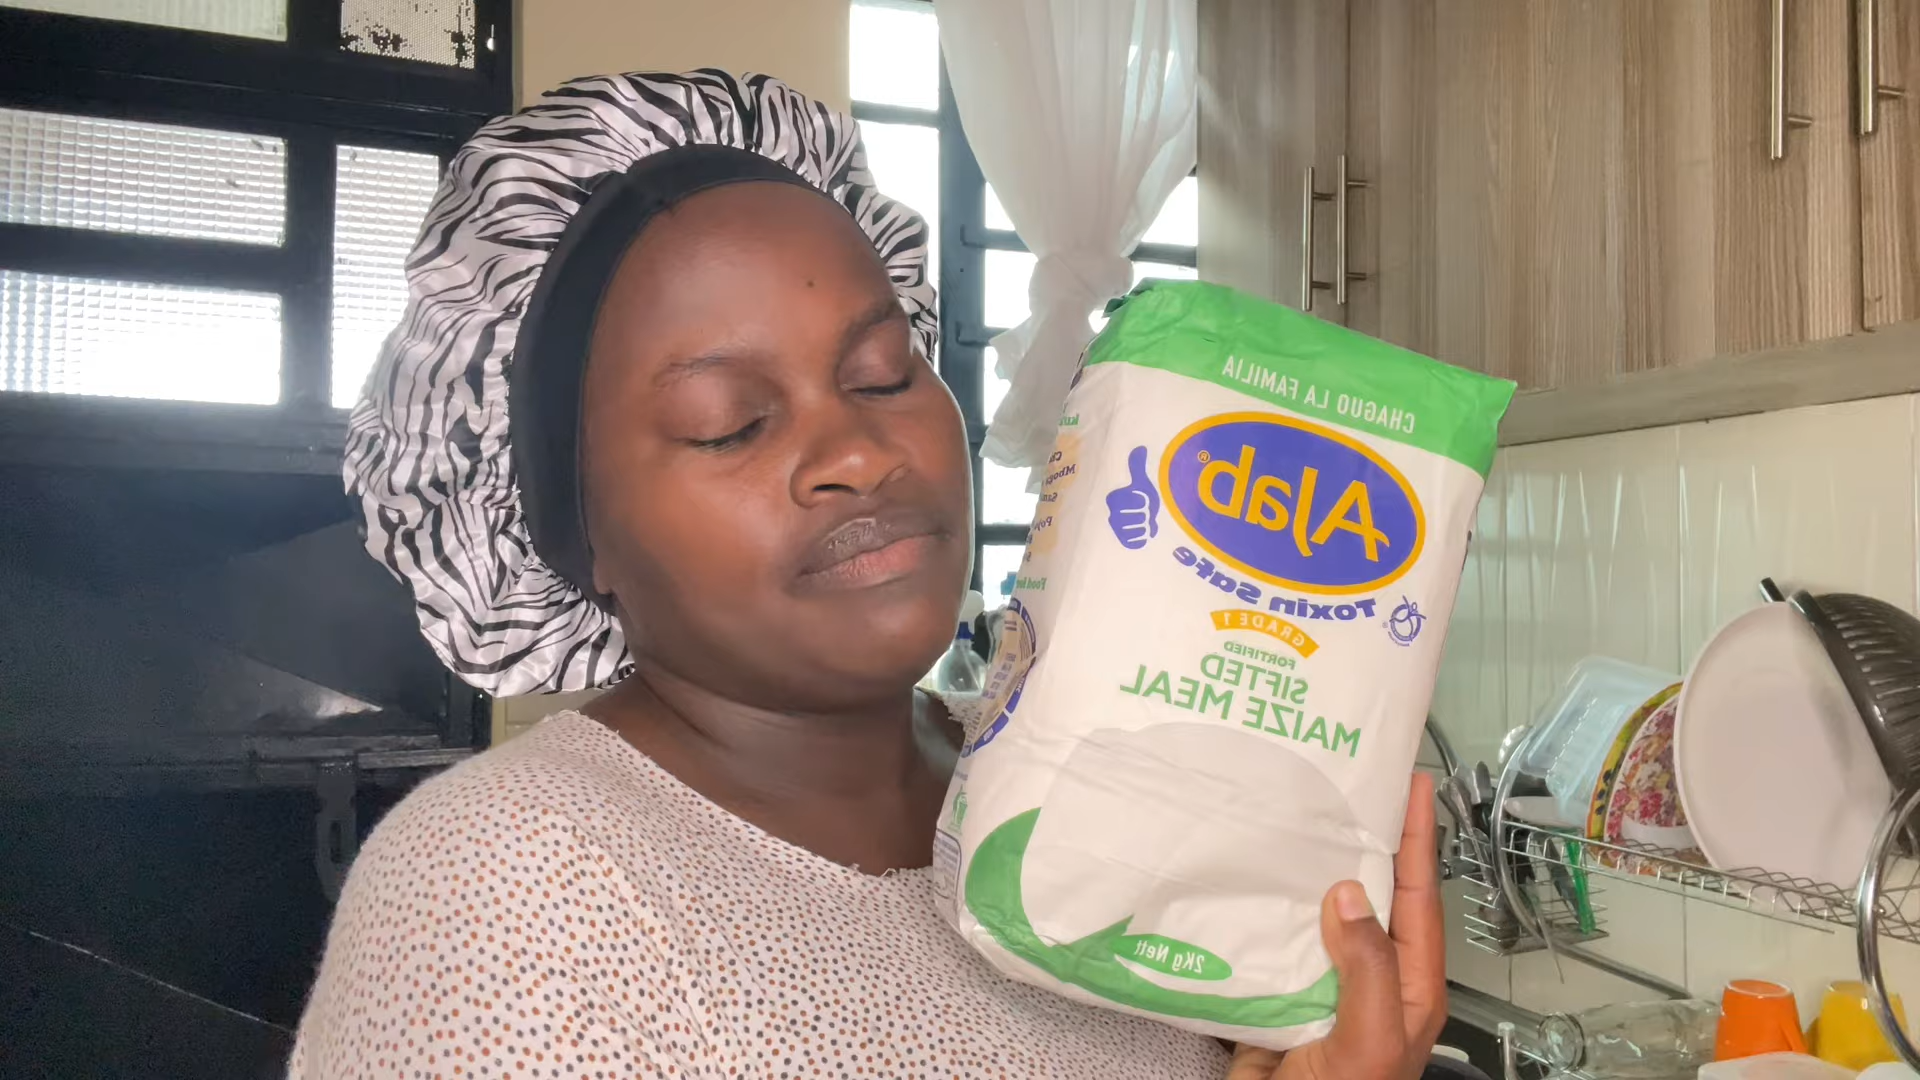 CHAGUO LA FAMILIA
AJab®
Toxin Safe
GRADE 1
FORTIFIED
SIFTED
MAIZE MEAL
2Kg Nett